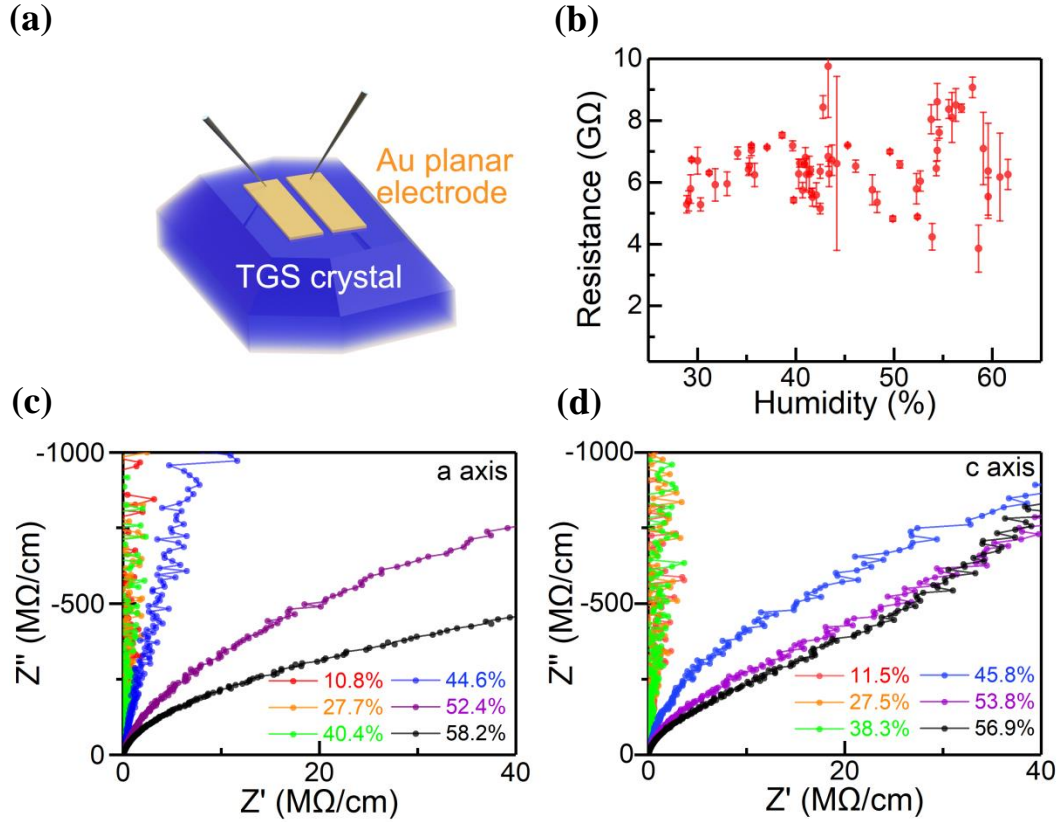 (a)
Au planar
electrode
TGS crystal
(b)
Resistance (GΩ)
10
8
6
4
2
30
40
50
60
Humidity (%)
(c)
-1000
-500
0
Z'' (MΩ/cm)
a axis
10.8%
44.6%
27.7%
52.4%
40.4%
58.2%
0
20
40
Z' (MΩ/cm)
(d)
-1000
-500
0
Z'' (MΩ/cm)
c axis
11.5%
45.8%
27.5%
53.8%
38.3%
56.9%
0
20
40
Z' (MΩ/cm)